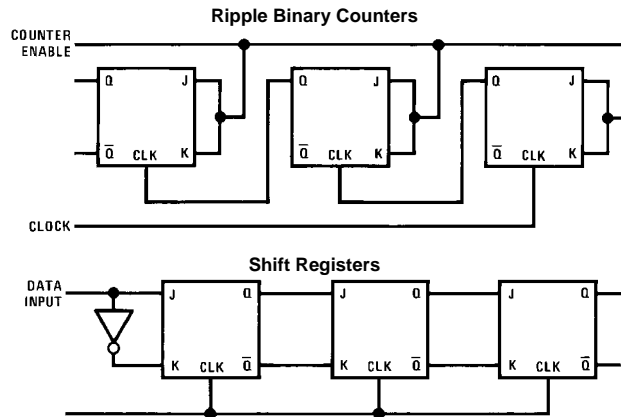 Ripple Binary Counters
COUNTER
ENABLE
Q J Q J Q J
Q̅ CLK K Q̅ CLK K Q̅ CLK K
CLOCK
Shift Registers
DATA
INPUT
J Q J Q J Q
K CLK Q̅ K CLK Q̅ K CLK Q̅